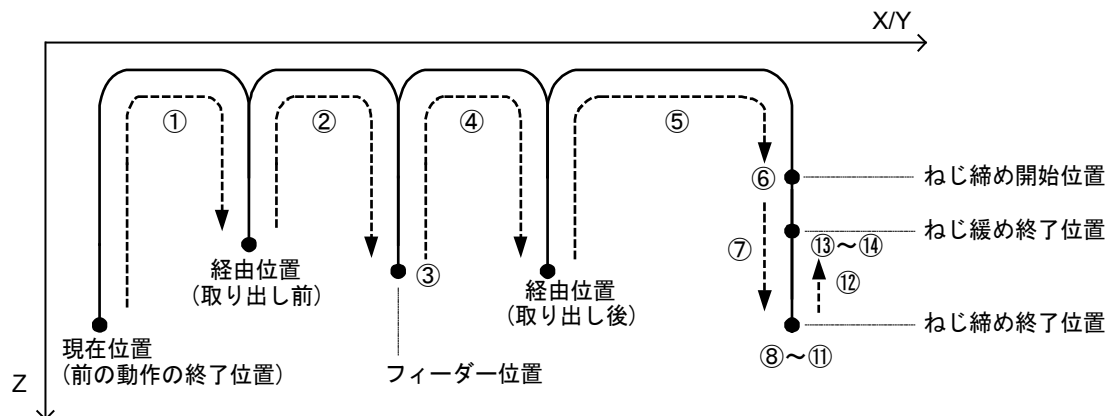 X/Y
①
②
④
⑤
⑥
ねじ締め開始位置
ねじ緩め終了位置
⑦
⑬~⑭
⑫
③
経由位置
(取り出し前)
経由位置
(取り出し後)
ねじ締め終了位置
現在位置
(前の動作の終了位置)
フィーダー位置
⑧~⑪
Z